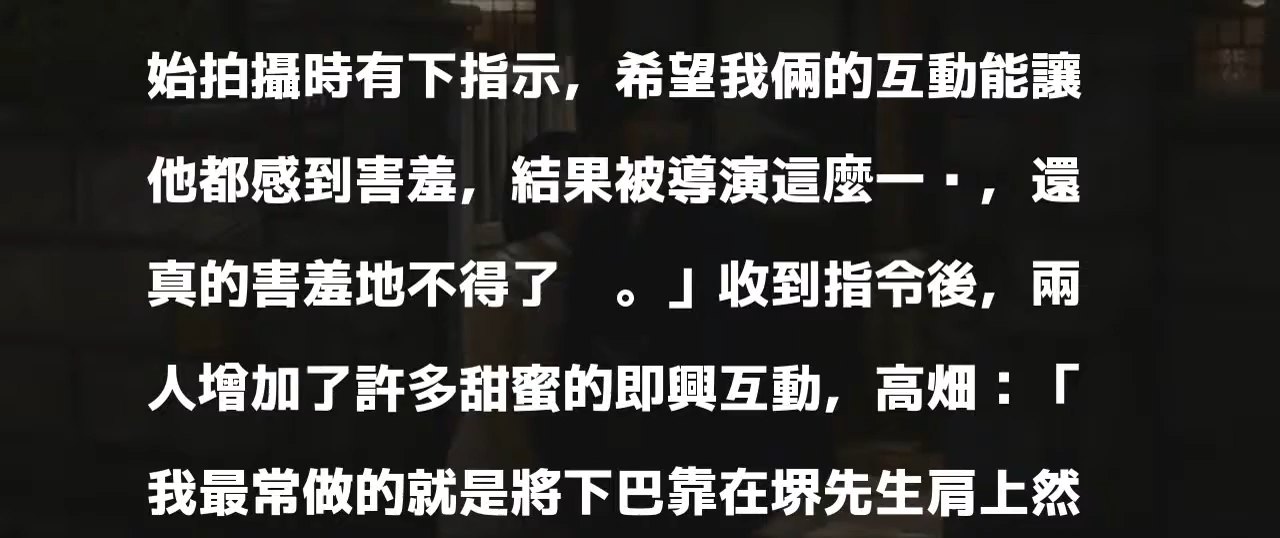 始拍攝時有下指示，希望我倆的互動能讓
他都感到害羞，結果被導演這麼一·，還
真的害羞地不得了　。」收到指令後，兩
人增加了許多甜蜜的即興互動，高畑：「
我最常做的就是將下巴靠在堺先生肩上然